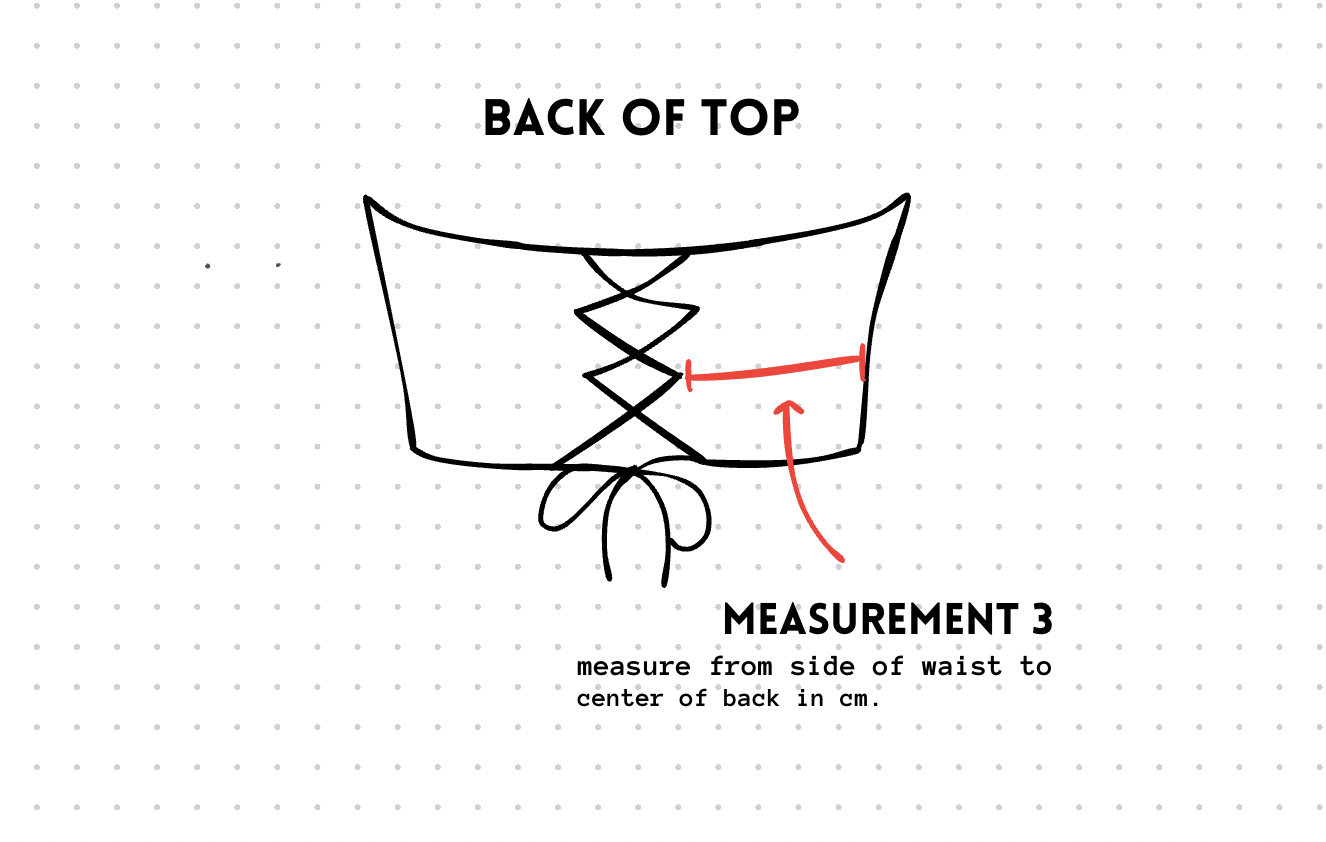 BACK OF TOP
MEASUREMENT 3
measure from side of waist to
center of back in cm.